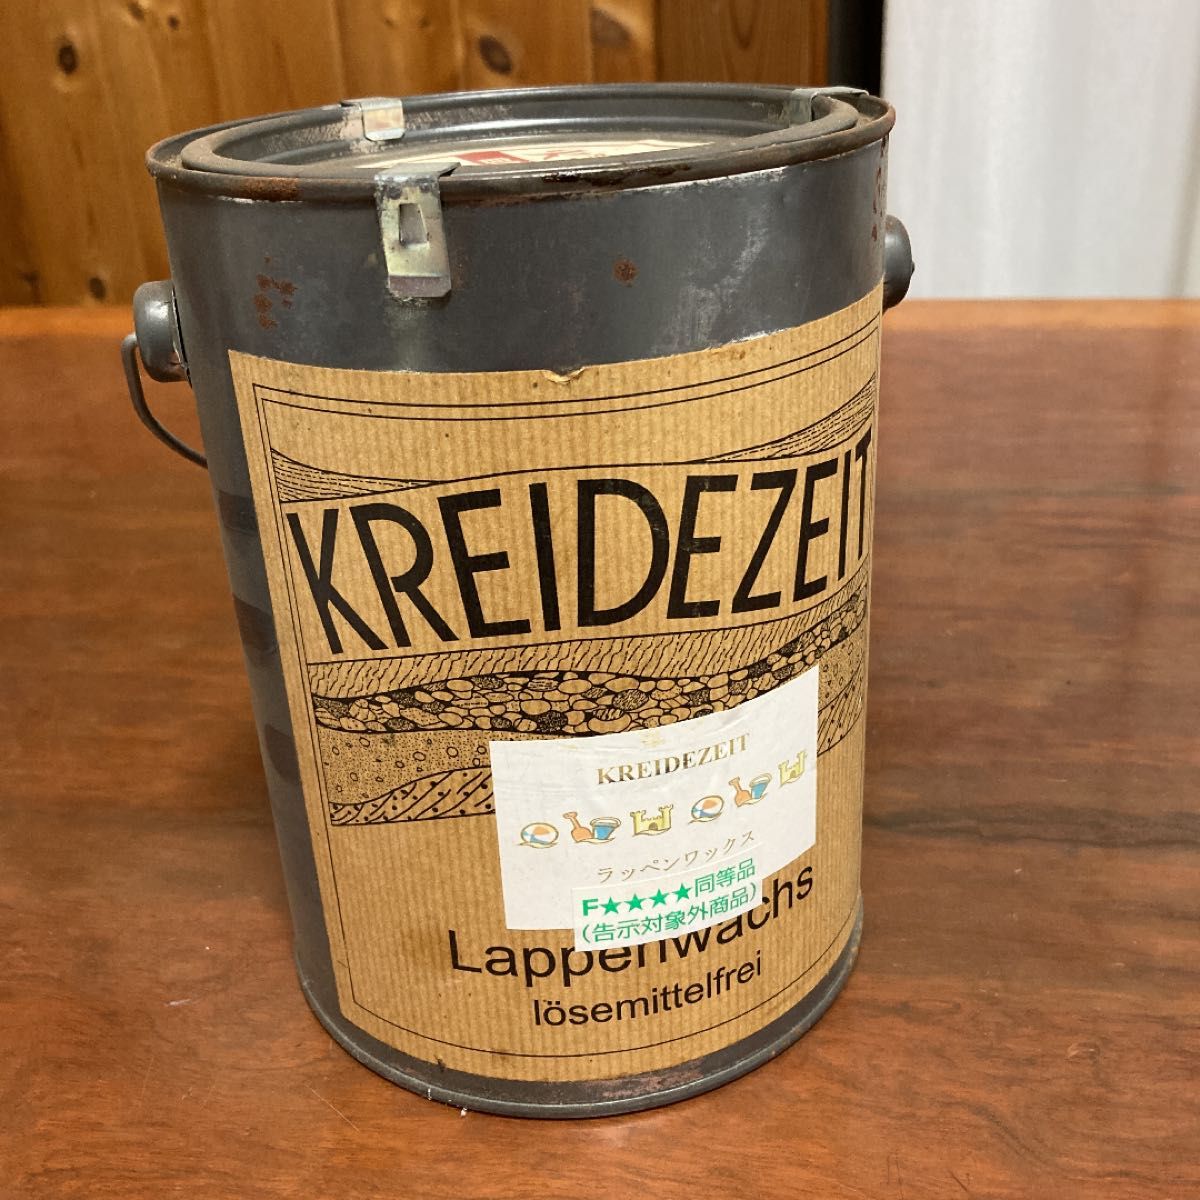 KREIDEZEIT
KREIDEZEIT
ラッペンワックス
F★★★★同等品
(告示対象外商品)
Lappenwachs
lösemittelfrei